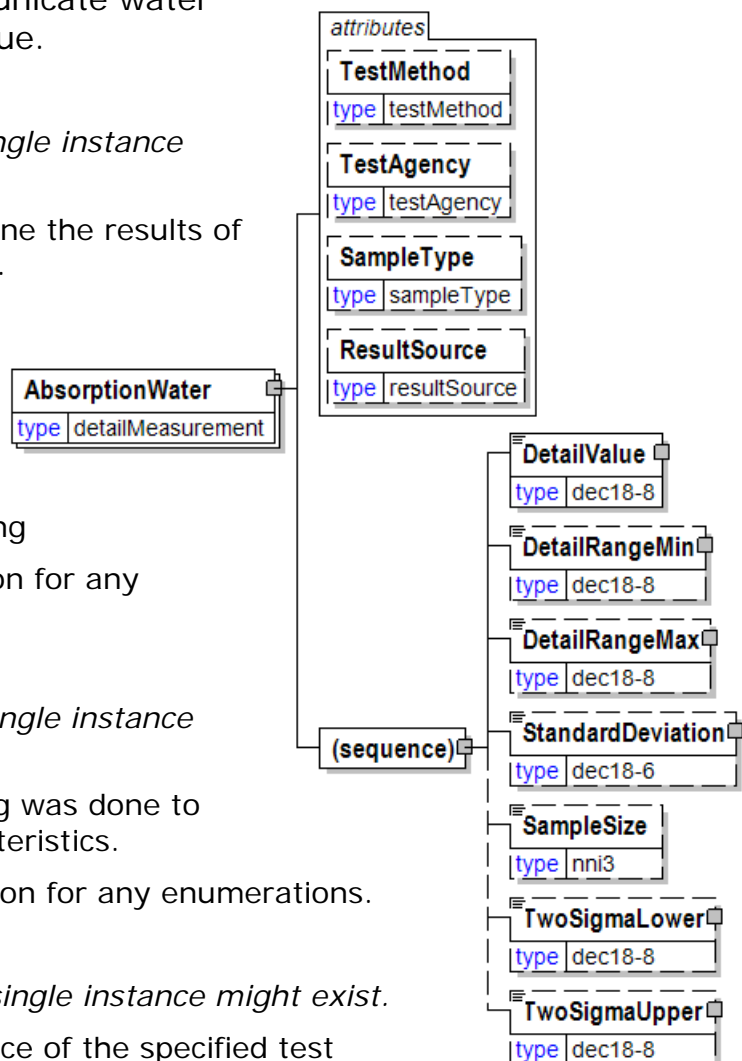 unicate water
ue.
ngle instance
ne the results of
.
ng
on for any
ngle instance
g was done to
teristics.
on for any enumerations.
single instance might exist.
ce of the specified test
AbsorptionWater
type detailMeasurement
attributes
TestMethod
type testMethod
TestAgency
type testAgency
SampleType
type sampleType
ResultSource
type resultSource
(sequence)
DetailValue
type dec18-8
DetailRangeMin
type dec18-8
DetailRangeMax
type dec18-8
StandardDeviation
type dec18-6
SampleSize
type nni3
TwoSigmaLower
type dec18-8
TwoSigmaUpper
type dec18-8